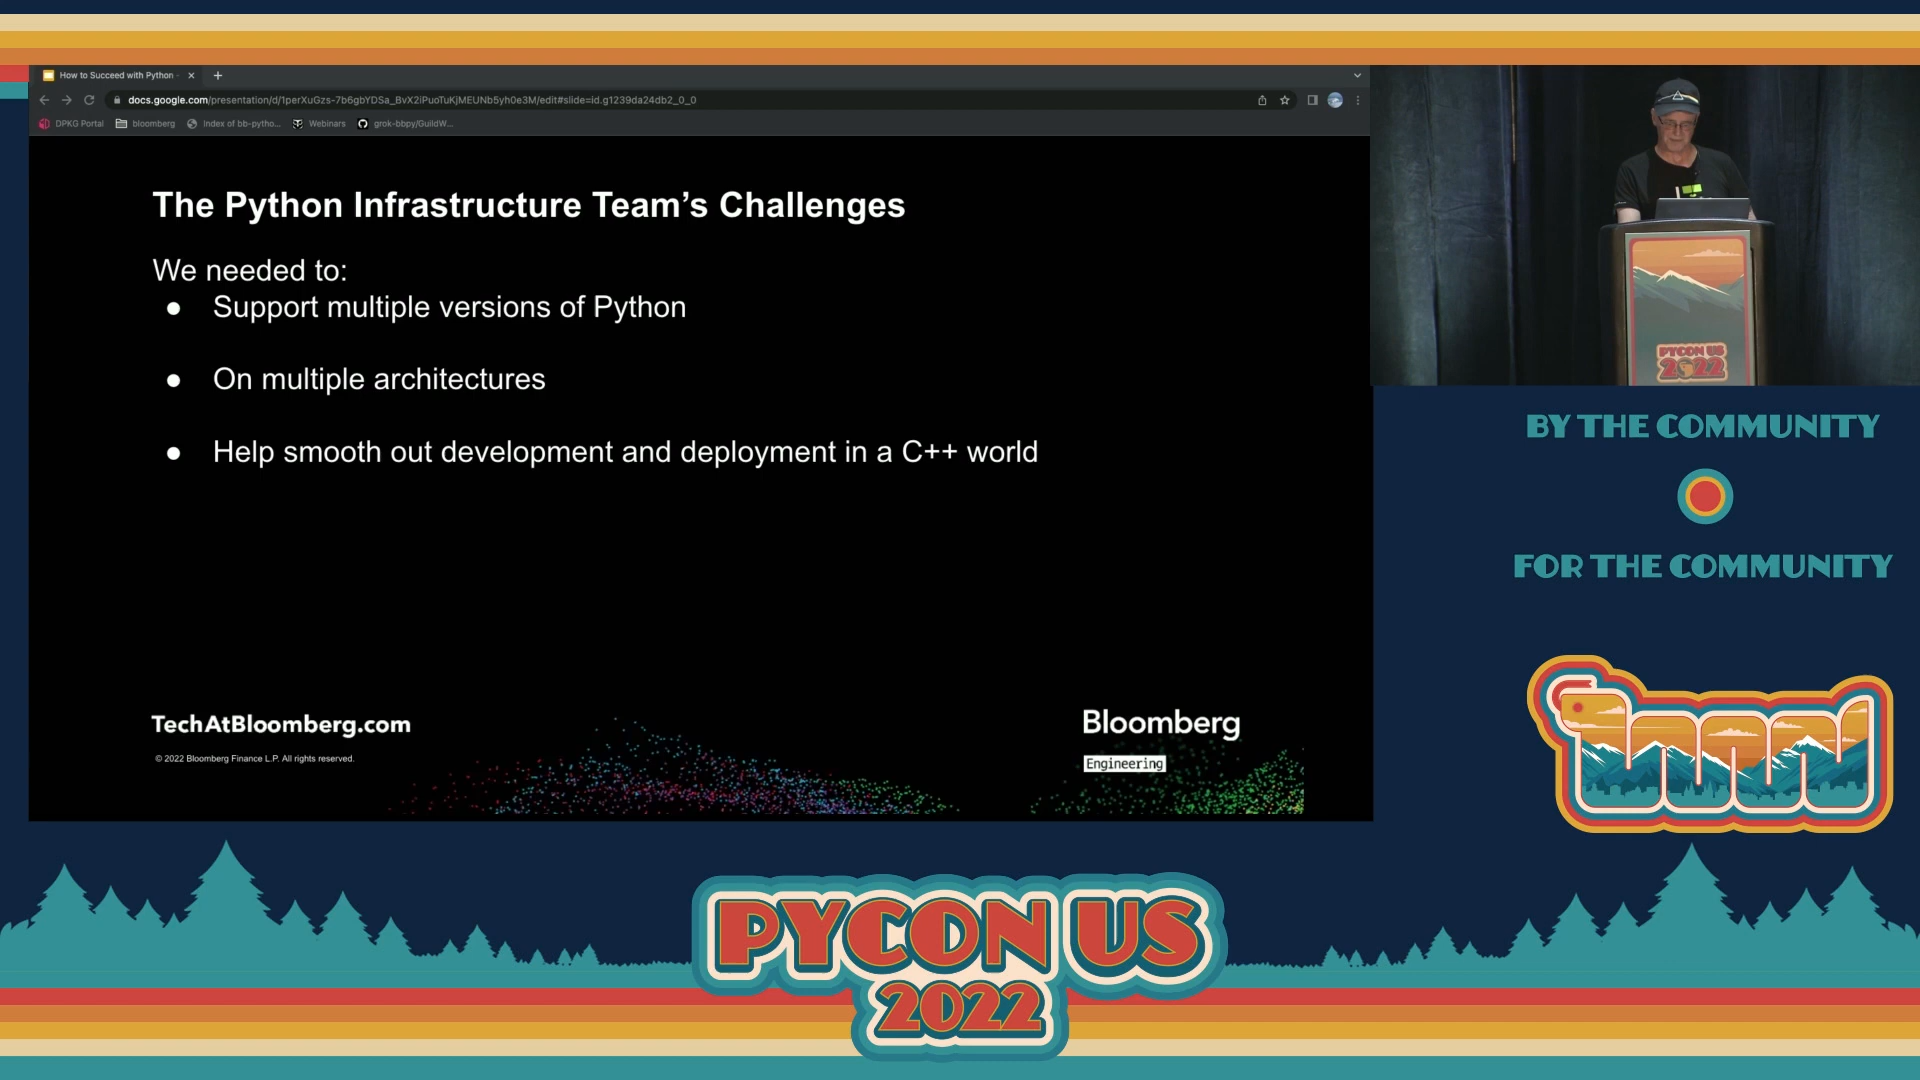 How to Succeed with Python -
docs.google.com/presentation/d/1perXuGzs-7b6gbYDSa_BvX2iPuoTuKjMEUNb5yh0e3M/edit#slide=id.g1239da24db2_0_0
DPKG Portal bloomberg Index of bb-pytho... Webinars grok-bbpy/GuildW...
The Python Infrastructure Team’s Challenges
We needed to:
● Support multiple versions of Python
● On multiple architectures
● Help smooth out development and deployment in a C++ world
TechAtBloomberg.com
© 2022 Bloomberg Finance L.P. All rights reserved.
Bloomberg
Engineering
PYCON US
2022
BY THE COMMUNITY
FOR THE COMMUNITY
PYCON US
2022